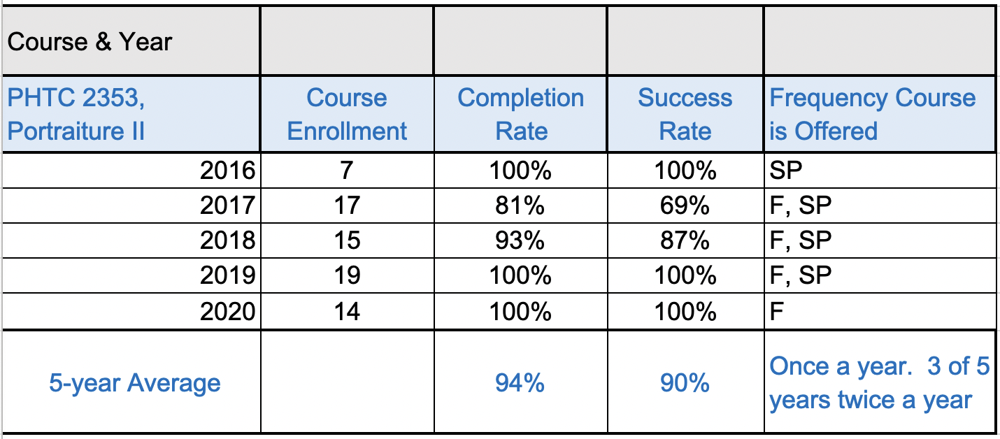 Course & Year
PHTC 2353, Course Completion Success Frequency Course
Portraiture II Enrollment Rate Rate is Offered
2016 7 100% 100% SP
2017 17 81% 69% F, SP
2018 15 93% 87% F, SP
2019 19 100% 100% F, SP
2020 14 100% 100% F
5-year Average 94% 90% Once a year.  3 of 5
years twice a year